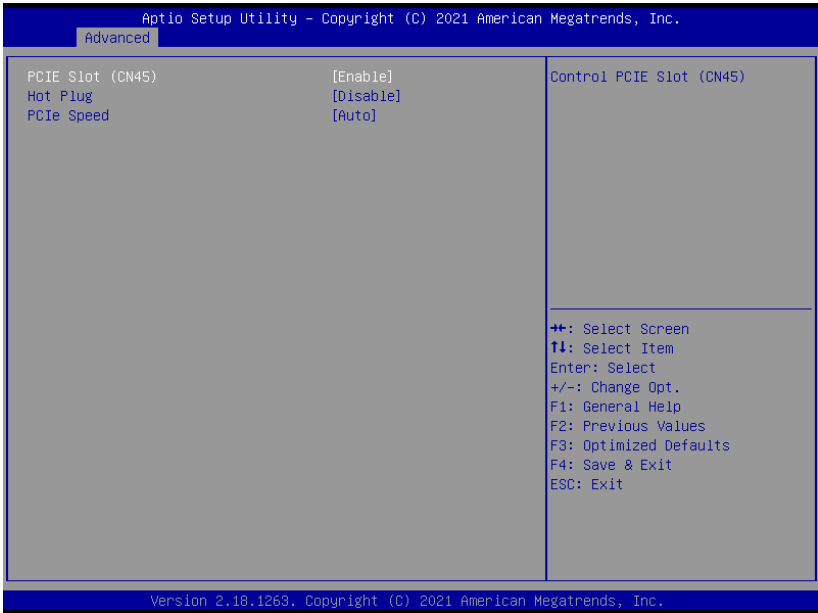 Aptio Setup Utility – Copyright (C) 2021 American Megatrends, Inc.
Advanced
PCIE Slot (CN45) [Enable]
Hot Plug [Disable]
PCIe Speed [Auto]
Control PCIE Slot (CN45)
→←: Select Screen
↑↓: Select Item
Enter: Select
+/-: Change Opt.
F1: General Help
F2: Previous Values
F3: Optimized Defaults
F4: Save & Exit
ESC: Exit
Version 2.18.1263. Copyright (C) 2021 American Megatrends, Inc.